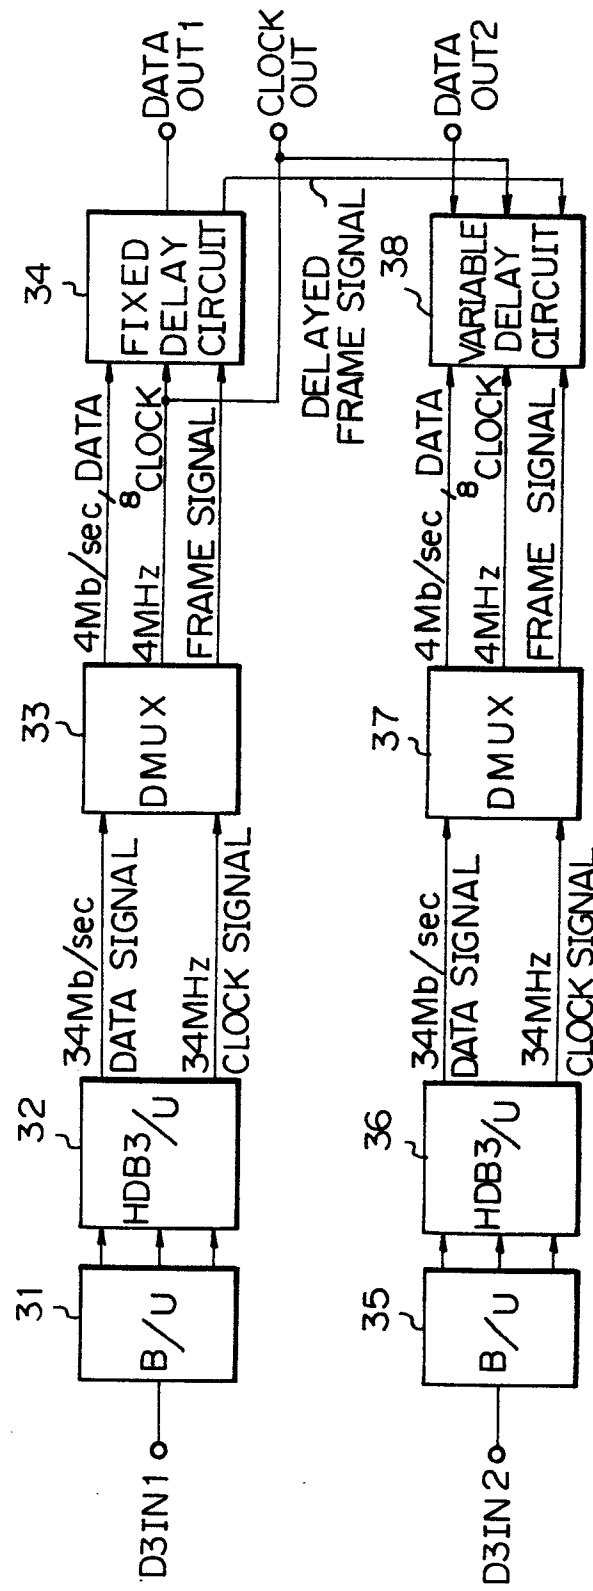 D3IN1
31
B/U
32
HDB3/U
34Mb/sec
DATA SIGNAL
34MHz
CLOCK SIGNAL
33
DMUX
4Mb/sec, DATA
8
4MHz CLOCK
FRAME SIGNAL
34
FIXED
DELAY
CIRCUIT
DATA
OUT1
CLOCK
OUT
DELAYED
FRAME SIGNAL
D3IN2
35
B/U
36
HDB3/U
34Mb/sec
DATA SIGNAL
34MHz
CLOCK SIGNAL
37
DMUX
4Mb/sec, DATA
8
4MHz CLOCK
FRAME SIGNAL
38
VARIABLE
DELAY
CIRCUIT
DATA
OUT2